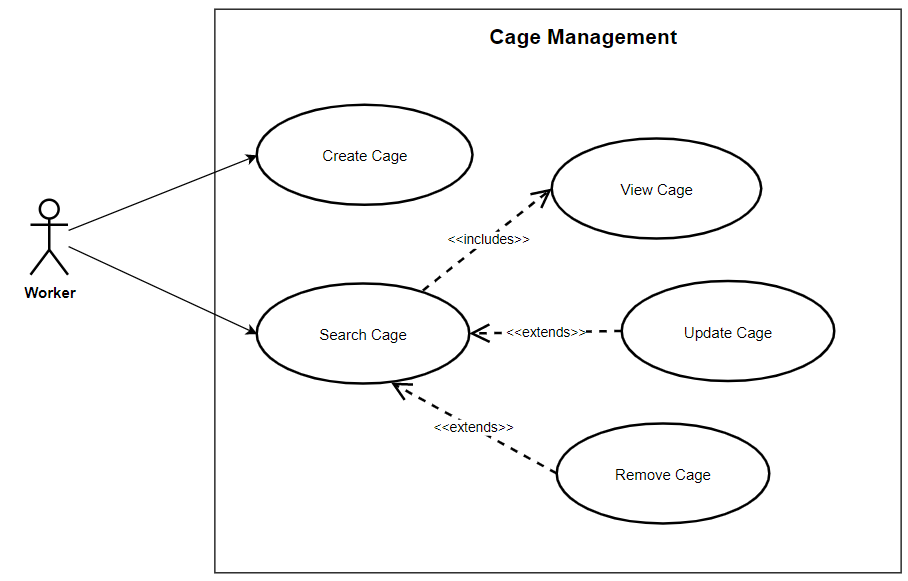 Cage Management
Create Cage
View Cage
<<includes>>
Worker
Search Cage
<<extends>>
Update Cage
<<extends>>
Remove Cage